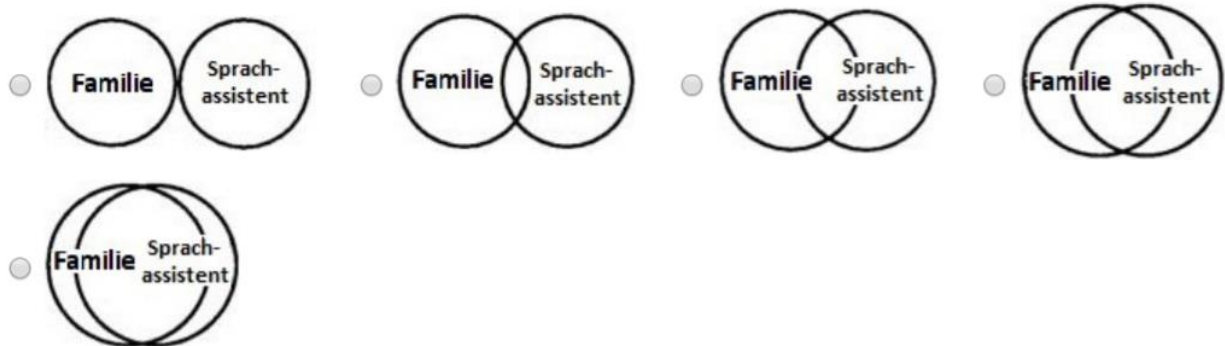 Familie
Sprach-
assistent
Familie
Sprach-
assistent
Familie
Sprach-
assistent
Familie
Sprach-
assistent
Familie
Sprach-
assistent